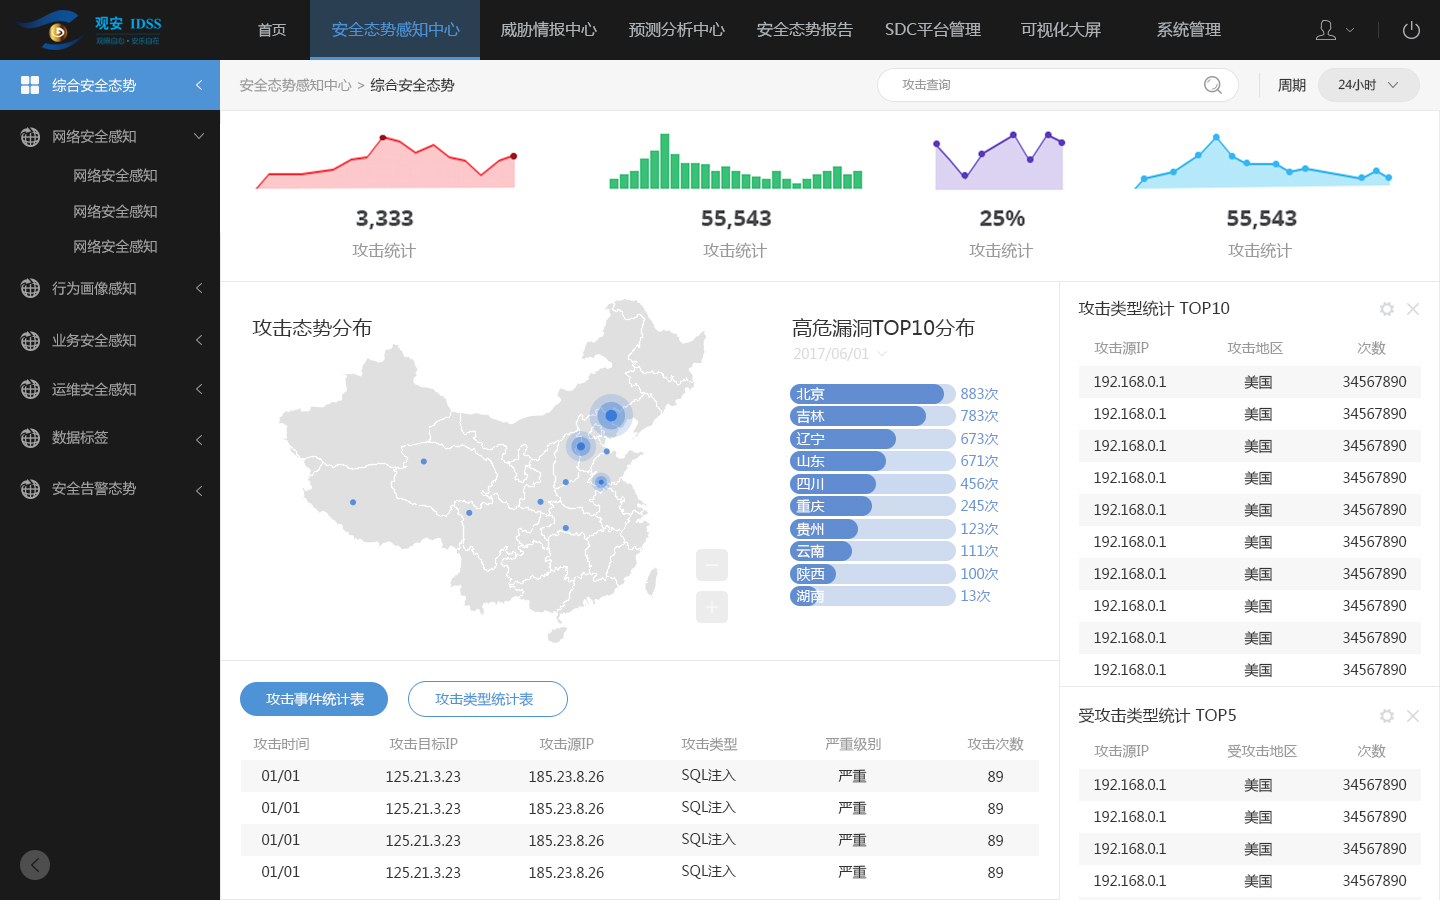 观安 IDSS
首页
安全态势感知中心
威胁情报中心
预测分析中心
安全态势报告
SDC平台管理
可视化大屏
系统管理
综合安全态势
网络安全感知
网络安全感知
网络安全感知
网络安全感知
行为画像感知
业务安全感知
运维安全感知
数据标签
安全告警态势
安全态势感知中心 > 综合安全态势
攻击查询
周期
24小时
3,333
攻击统计
55,543
攻击统计
25%
攻击统计
55,543
攻击统计
攻击态势分布
高危漏洞TOP10分布
2017/06/01
北京 883次
吉林 783次
辽宁 673次
山东 671次
四川 456次
重庆 245次
贵州 123次
云南 111次
陕西 100次
湖南 13次
攻击事件统计表
攻击类型统计表
攻击时间 攻击目标IP 攻击源IP 攻击类型 严重级别 攻击次数
01/01 125.21.3.23 185.23.8.26 SQL注入 严重 89
01/01 125.21.3.23 185.23.8.26 SQL注入 严重 89
01/01 125.21.3.23 185.23.8.26 SQL注入 严重 89
01/01 125.21.3.23 185.23.8.26 SQL注入 严重 89
攻击类型统计 TOP10
攻击源IP 攻击地区 次数
192.168.0.1 美国 34567890
192.168.0.1 美国 34567890
192.168.0.1 美国 34567890
192.168.0.1 美国 34567890
192.168.0.1 美国 34567890
192.168.0.1 美国 34567890
192.168.0.1 美国 34567890
192.168.0.1 美国 34567890
192.168.0.1 美国 34567890
192.168.0.1 美国 34567890
受攻击类型统计 TOP5
攻击源IP 受攻击地区 次数
192.168.0.1 美国 34567890
192.168.0.1 美国 34567890
192.168.0.1 美国 34567890
192.168.0.1 美国 34567890